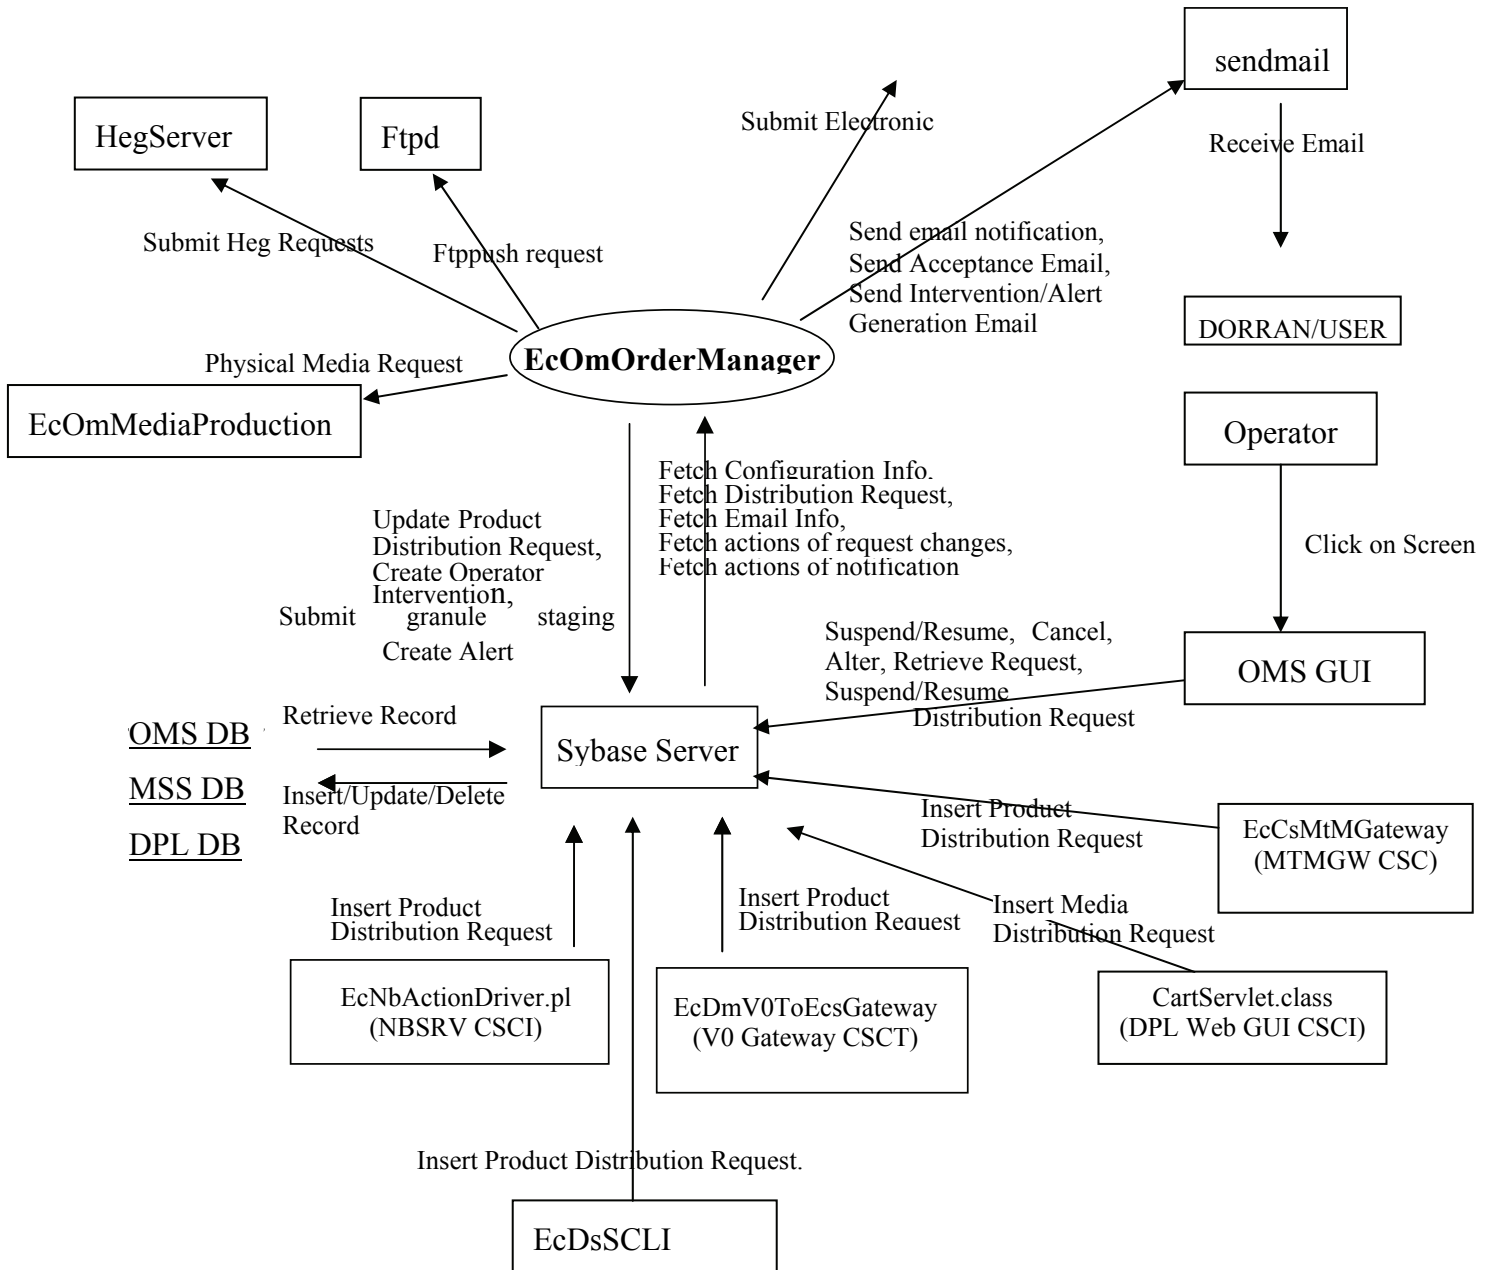 sendmail
HegServer
Ftpd
Submit Electronic
Receive Email
Submit Heg Requests
Ftppush request
Send email notification,
Send Acceptance Email,
Send Intervention/Alert
Generation Email
DORRAN/USER
EcOmOrderManager
Physical Media Request
EcOmMediaProduction
Operator
Fetch Configuration Info.
Fetch Distribution Request,
Fetch Email Info,
Fetch actions of request changes,
Fetch actions of notification
Update Product
Distribution Request,
Create Operator
Intervention,
Submit granule staging
Create Alert
Click on Screen
Suspend/Resume, Cancel,
Alter, Retrieve Request,
Suspend/Resume
Distribution Request
OMS GUI
OMS DB
MSS DB
DPL DB
Retrieve Record
Insert/Update/Delete
Record
Sybase Server
Insert Product
Distribution Request
EcCsMtMGateway
(MTMGW CSC)
Insert Product
Distribution Request
Insert Product
Distribution Request
Insert Media
Distribution Request
EcNbActionDriver.pl
(NBSRV CSCI)
EcDmV0ToEcsGateway
(V0 Gateway CSCT)
CartServlet.class
(DPL Web GUI CSCI)
Insert Product Distribution Request.
EcDsSCLI